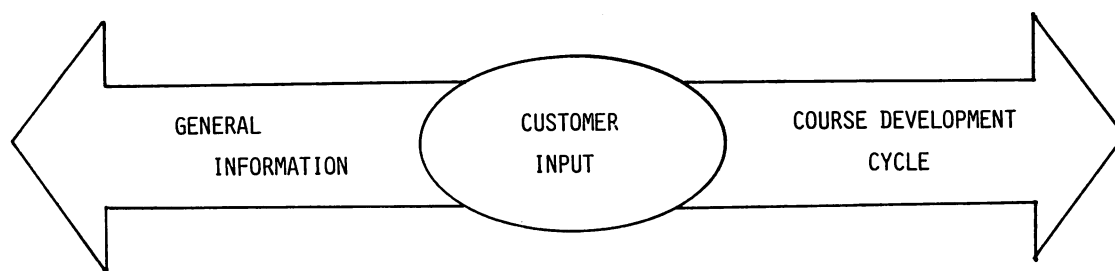 GENERAL
INFORMATION
CUSTOMER
INPUT
COURSE DEVELOPMENT
CYCLE